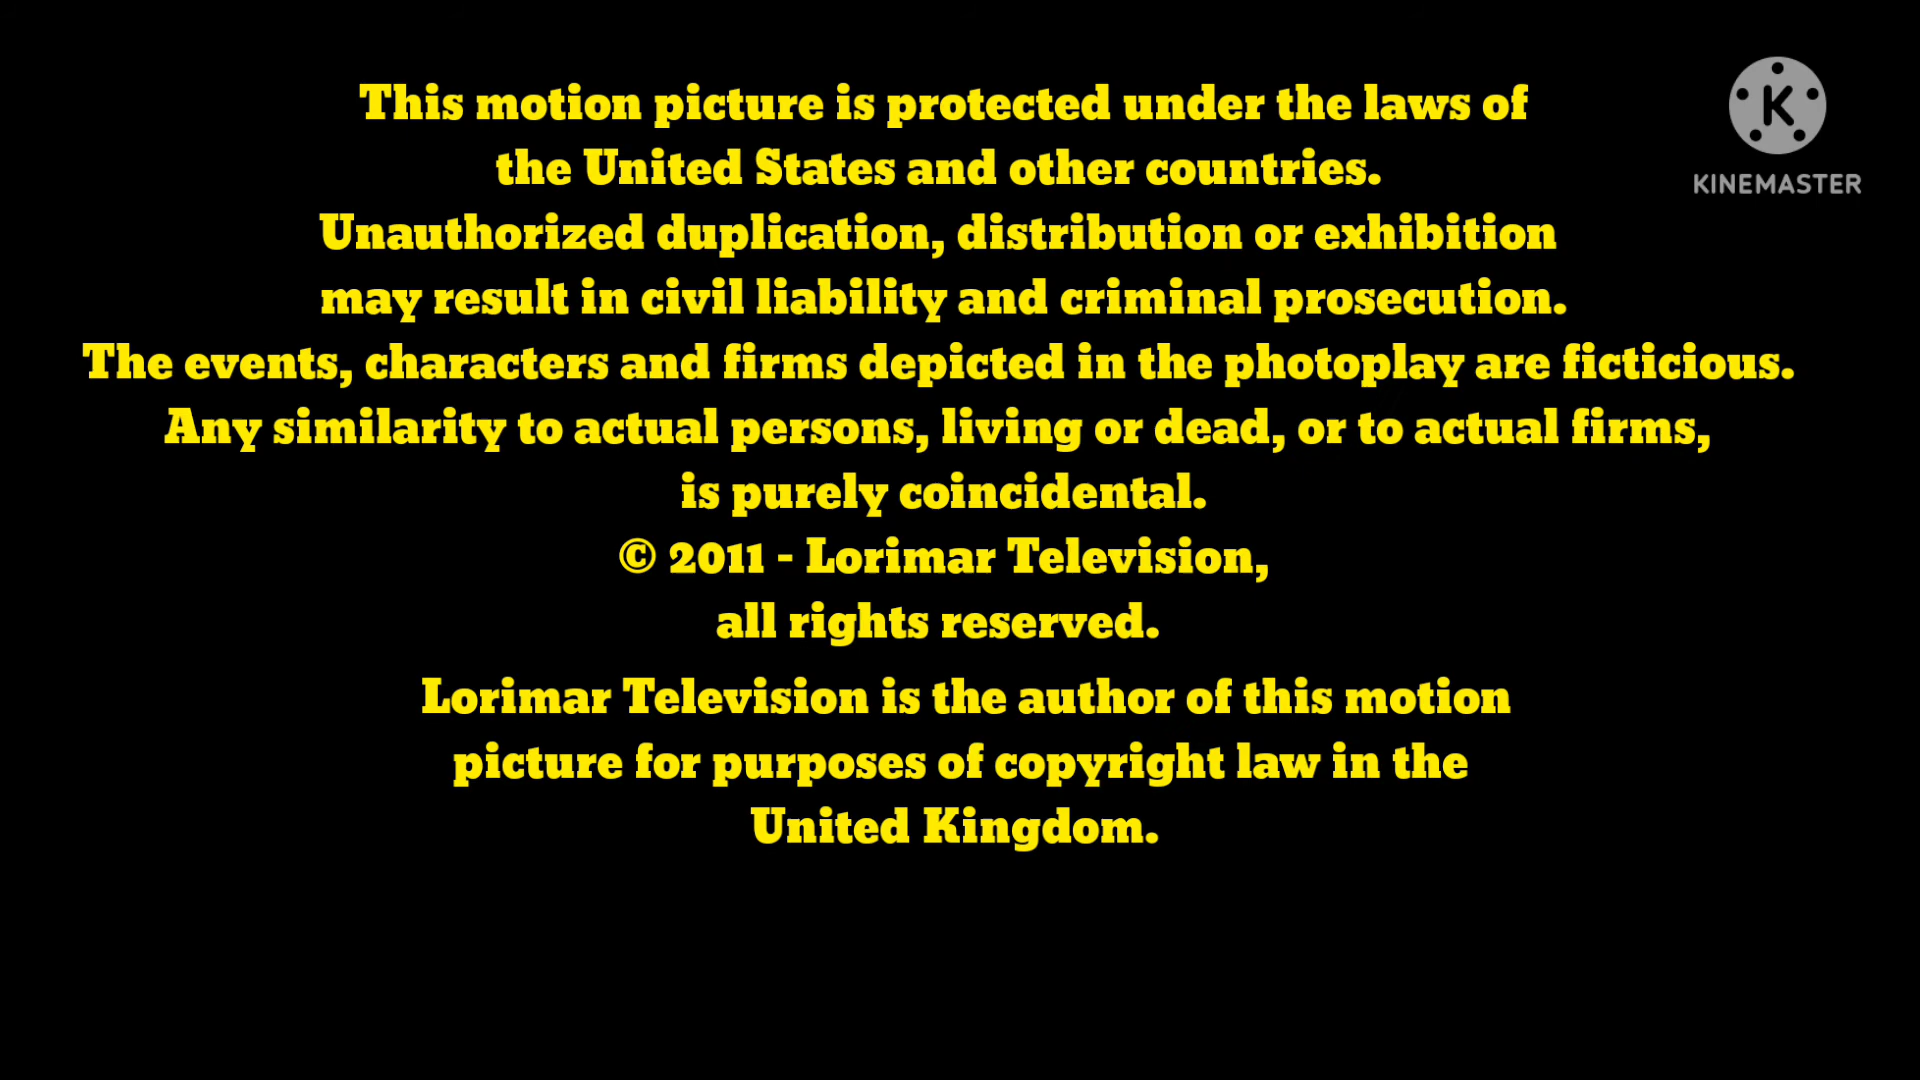 This motion picture is protected under the laws of
the United States and other countries.
Unauthorized duplication, distribution or exhibition
may result in civil liability and criminal prosecution.
The events, characters and firms depicted in the photoplay are ficticious.
Any similarity to actual persons, living or dead, or to actual firms,
is purely coincidental.
© 2011 - Lorimar Television,
all rights reserved.
Lorimar Television is the author of this motion
picture for purposes of copyright law in the
United Kingdom.
K
KINEMASTER